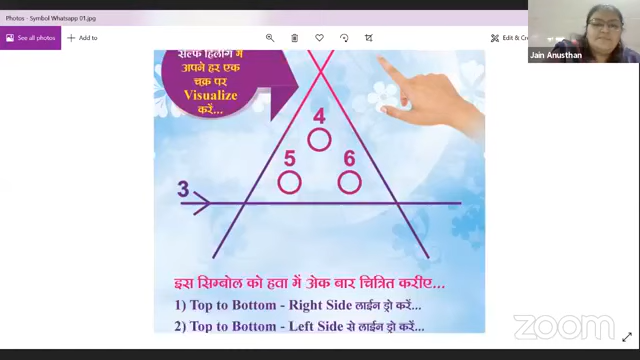 Photos - Symbol Whatsapp 01.jpg
See all photos
Add to
Edit & Cre
Jain Anusthan
सेल्फ हिलींग में
अपने हर एक
चक्र पर
Visualize
करें...
4
5 6
3
इस सिम्बोल को हवा में ओक बार चित्रित करीए...
1) Top to Bottom - Right Side लाईन ड्रो करें...
2) Top to Bottom - Left Side से लाईन ड्रो करें...
zoom